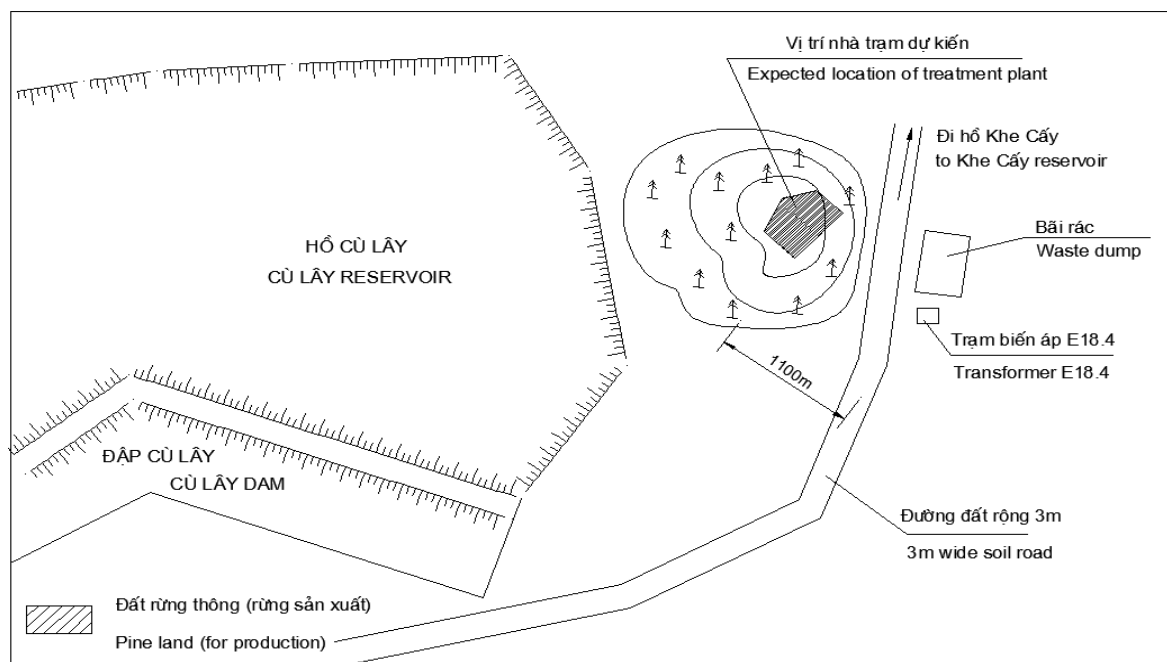 Vị trí nhà trạm dự kiến
Expected location of treatment plant
Đi hồ Khe Cấy
to Khe Cấy reservoir
Bãi rác
Waste dump
HỒ CÙ LÂY
CÙ LÂY RESERVOIR
Trạm biến áp E18.4
Transformer E18.4
1100m
ĐẬP CÙ LÂY
CÙ LÂY DAM
Đường đất rộng 3m
3m wide soil road
Đất rừng thông (rừng sản xuất)
Pine land (for production)